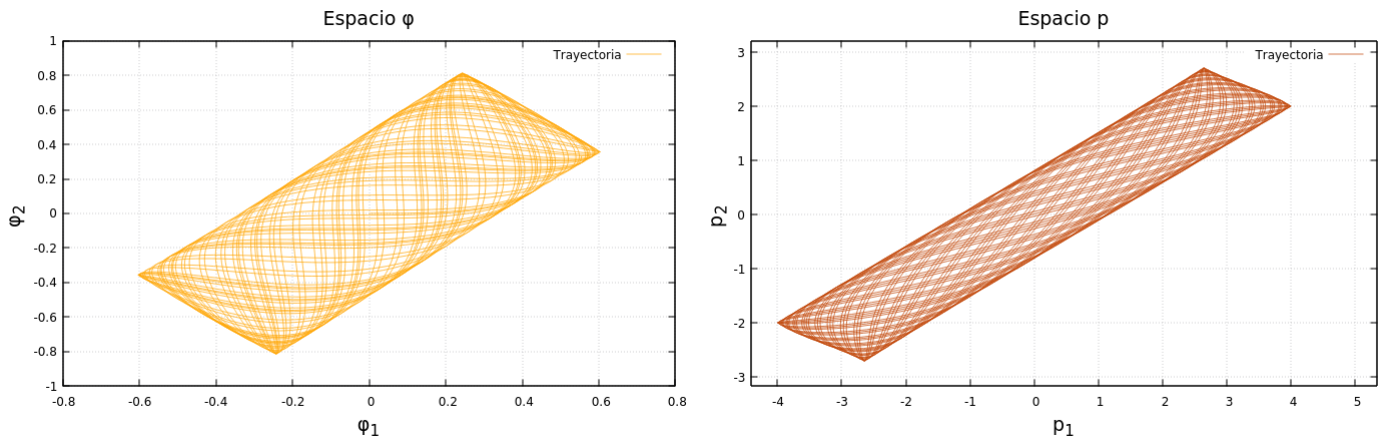 Espacio φ
Trayectoria
φ2
1
0.8
0.6
0.4
0.2
0
-0.2
-0.4
-0.6
-0.8
-1
-0.8 -0.6 -0.4 -0.2 0 0.2 0.4 0.6 0.8
φ1
Espacio p
Trayectoria
p2
3
2
1
0
-1
-2
-3
-4 -3 -2 -1 0 1 2 3 4 5
p1